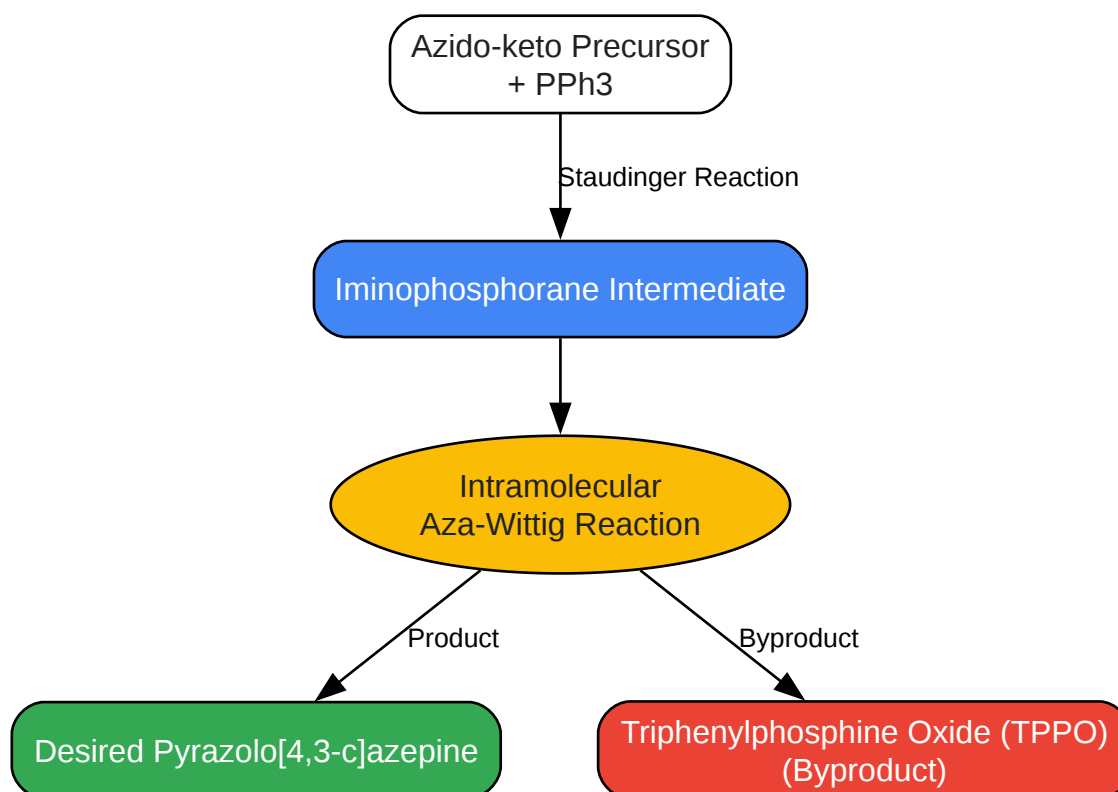 Azido-keto Precursor
+ PPh3
Staudinger Reaction
Iminophosphorane Intermediate
Intramolecular
Aza-Wittig Reaction
Product
Byproduct
Desired Pyrazolo[4,3-c]azepine
Triphenylphosphine Oxide (TPPO)
(Byproduct)